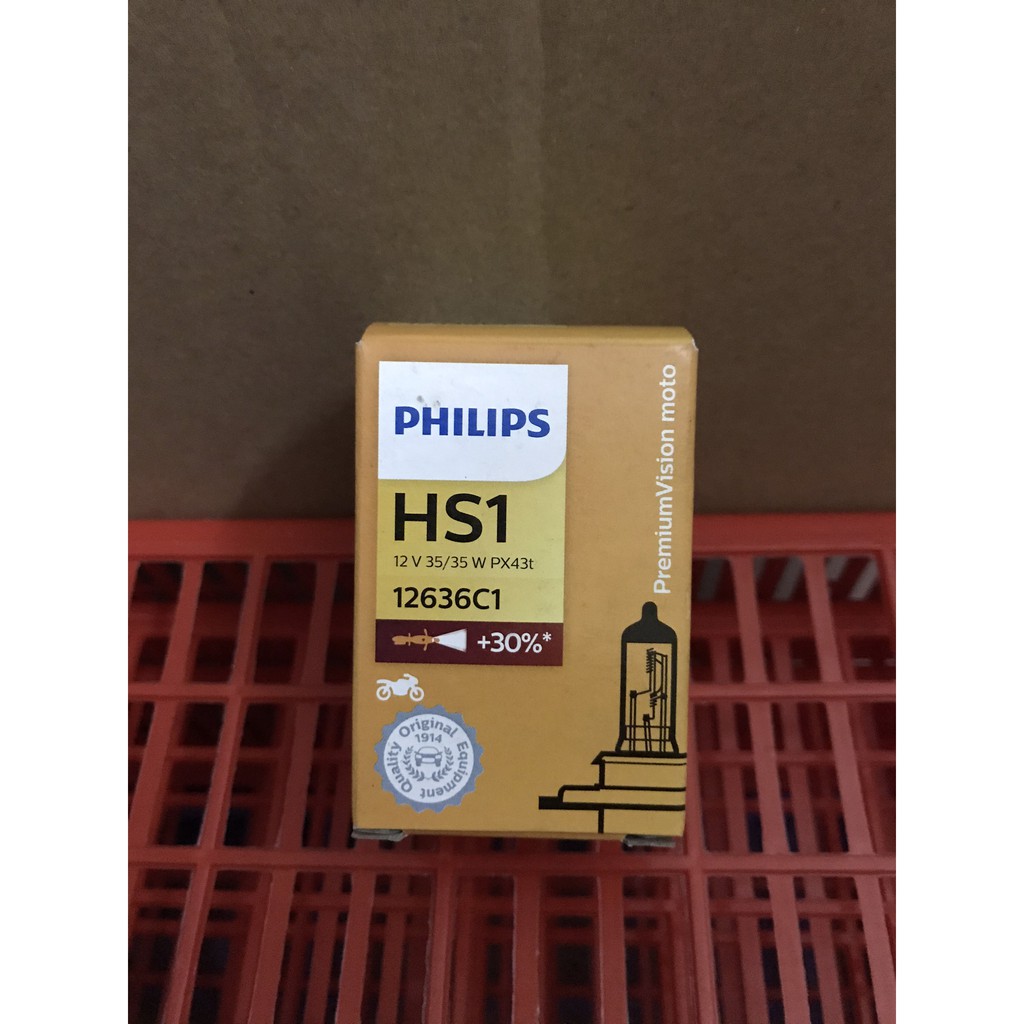 PHILIPS
HS1
12 V 35/35 W PX43t
12636C1
+30%*
PremiumVision moto
Original Equipment Quality
1914